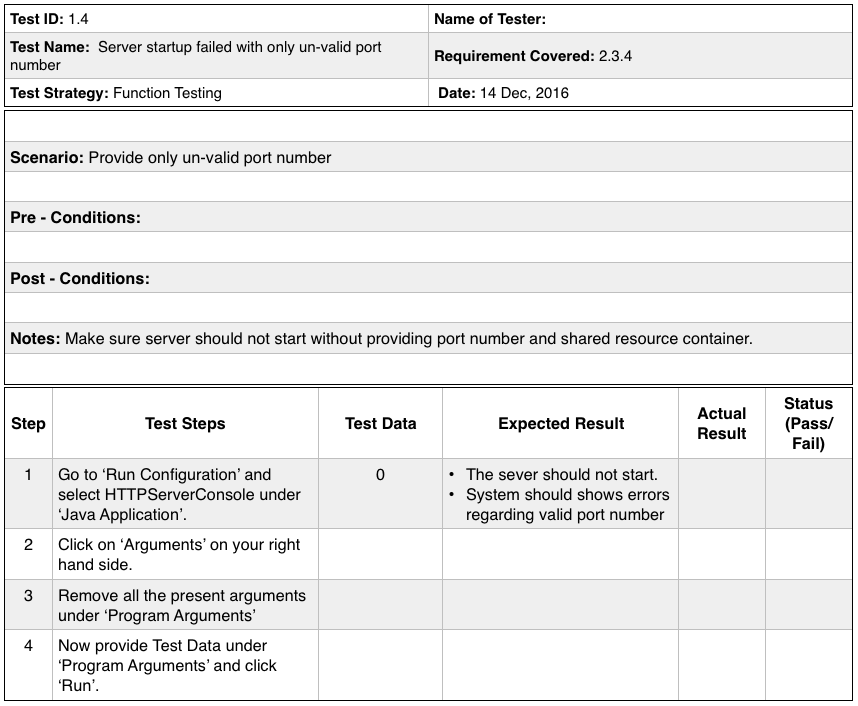 Test ID: 1.4
Name of Tester:
Test Name:  Server startup failed with only un-valid port
number
Requirement Covered: 2.3.4
Test Strategy: Function Testing
Date: 14 Dec, 2016
Scenario: Provide only un-valid port number
Pre - Conditions:
Post - Conditions:
Notes: Make sure server should not start without providing port number and shared resource container.
Step
Test Steps
Test Data
Expected Result
Actual
Result
Status
(Pass/
Fail)
1
Go to ‘Run Configuration’ and
select HTTPServerConsole under
‘Java Application’.
0
• The sever should not start.
• System should shows errors
regarding valid port number
2
Click on ‘Arguments’ on your right
hand side.
3
Remove all the present arguments
under ‘Program Arguments’
4
Now provide Test Data under
‘Program Arguments’ and click
‘Run’.